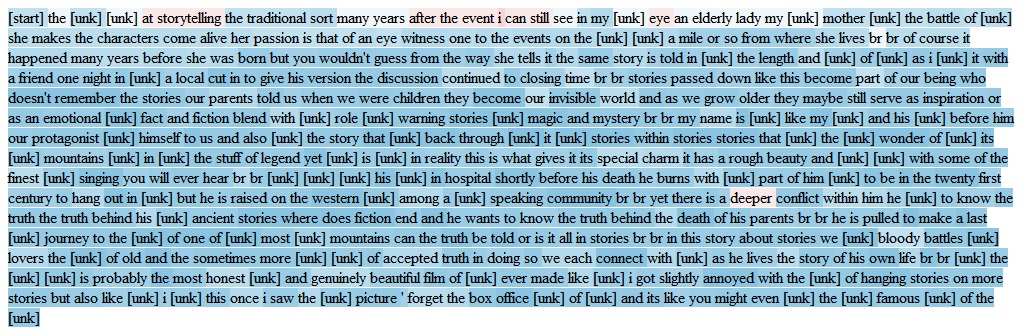 [start] the [unk] [unk] at storytelling the traditional sort many years after the event i can still see in my [unk] eye an elderly lady my [unk] mother [unk] the battle of [unk]
she makes the characters come alive her passion is that of an eye witness one to the events on the [unk] [unk] a mile or so from where she lives br br of course it
happened many years before she was born but you wouldn't guess from the way she tells it the same story is told in [unk] the length and [unk] of [unk] as i [unk] it with
a friend one night in [unk] a local cut in to give his version the discussion continued to closing time br br stories passed down like this become part of our being who
doesn't remember the stories our parents told us when we were children they become our invisible world and as we grow older they maybe still serve as inspiration or
as an emotional [unk] fact and fiction blend with [unk] role [unk] warning stories [unk] magic and mystery br br my name is [unk] like my [unk] and his [unk] before him
our protagonist [unk] himself to us and also [unk] the story that [unk] back through [unk] it [unk] stories within stories stories that [unk] the [unk] wonder of [unk] its
[unk] mountains [unk] in [unk] the stuff of legend yet [unk] is [unk] in reality this is what gives it its special charm it has a rough beauty and [unk] [unk] with some of the
finest [unk] singing you will ever hear br br [unk] [unk] [unk] his [unk] in hospital shortly before his death he burns with [unk] part of him [unk] to be in the twenty first
century to hang out in [unk] but he is raised on the western [unk] among a [unk] speaking community br br yet there is a deeper conflict within him he [unk] to know the
truth the truth behind his [unk] ancient stories where does fiction end and he wants to know the truth behind the death of his parents br br he is pulled to make a last
[unk] journey to the [unk] of one of [unk] most [unk] mountains can the truth be told or is it all in stories br br in this story about stories we [unk] bloody battles [unk]
lovers the [unk] of old and the sometimes more [unk] [unk] of accepted truth in doing so we each connect with [unk] as he lives the story of his own life br br [unk] the
[unk] [unk] is probably the most honest [unk] and genuinely beautiful film of [unk] ever made like [unk] i got slightly annoyed with the [unk] of hanging stories on more
stories but also like [unk] i [unk] this once i saw the [unk] picture ' forget the box office [unk] of [unk] and its like you might even [unk] the [unk] famous [unk] of the
[unk]